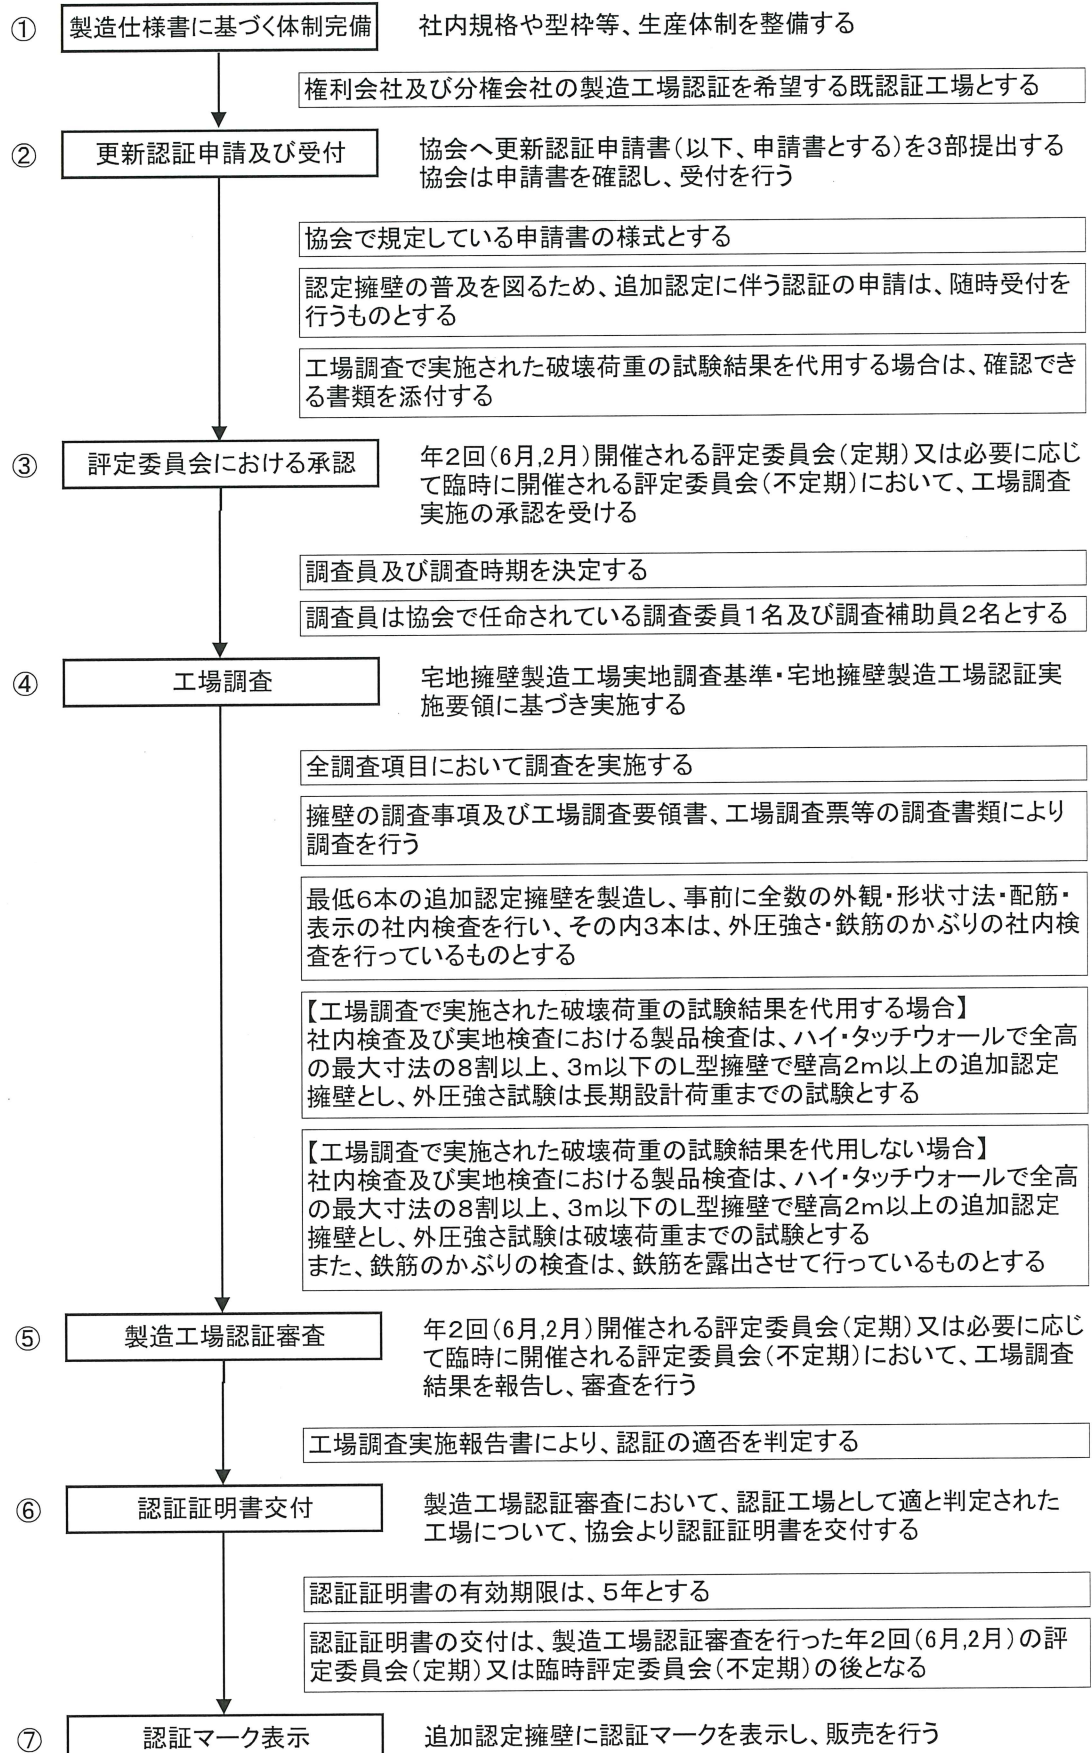 ① 製造仕様書に基づく体制完備 社内規格や型枠等、生産体制を整備する
権利会社及び分権会社の製造工場認証を希望する既認証工場とする
② 更新認証申請及び受付 協会へ更新認証申請書(以下、申請書とする)を3部提出する
協会は申請書を確認し、受付を行う
協会で規定している申請書の様式とする
認定擁壁の普及を図るため、追加認定に伴う認証の申請は、随時受付を
行うものとする
工場調査で実施された破壊荷重の試験結果を代用する場合は、確認でき
る書類を添付する
③ 評定委員会における承認 年2回(6月,2月)開催される評定委員会(定期)又は必要に応じ
て臨時に開催される評定委員会(不定期)において、工場調査
実施の承認を受ける
調査員及び調査時期を決定する
調査員は協会で任命されている調査委員1名及び調査補助員2名とする
④ 工場調査 宅地擁壁製造工場実地調査基準・宅地擁壁製造工場認証実
施要領に基づき実施する
全調査項目において調査を実施する
擁壁の調査事項及び工場調査要領書、工場調査票等の調査書類により
調査を行う
最低6本の追加認定擁壁を製造し、事前に全数の外観・形状寸法・配筋・
表示の社内検査を行い、その内3本は、外圧強さ・鉄筋のかぶりの社内検
査を行っているものとする
【工場調査で実施された破壊荷重の試験結果を代用する場合】
社内検査及び実地検査における製品検査は、ハイ・タッチウォールで全高
の最大寸法の8割以上、3m以下のL型擁壁で壁高2m以上の追加認定
擁壁とし、外圧強さ試験は長期設計荷重までの試験とする
【工場調査で実施された破壊荷重の試験結果を代用しない場合】
社内検査及び実地検査における製品検査は、ハイ・タッチウォールで全高
の最大寸法の8割以上、3m以下のL型擁壁で壁高2m以上の追加認定
擁壁とし、外圧強さ試験は破壊荷重までの試験とする
また、鉄筋のかぶりの検査は、鉄筋を露出させて行っているものとする
⑤ 製造工場認証審査 年2回(6月,2月)開催される評定委員会(定期)又は必要に応じ
て臨時に開催される評定委員会(不定期)において、工場調査
結果を報告し、審査を行う
工場調査実施報告書により、認証の適否を判定する
⑥ 認証証明書交付 製造工場認証審査において、認証工場として適と判定された
工場について、協会より認証証明書を交付する
認証証明書の有効期限は、5年とする
認証証明書の交付は、製造工場認証審査を行った年2回(6月,2月)の評
定委員会(定期)又は臨時評定委員会(不定期)の後となる
⑦ 認証マーク表示 追加認定擁壁に認証マークを表示し、販売を行う